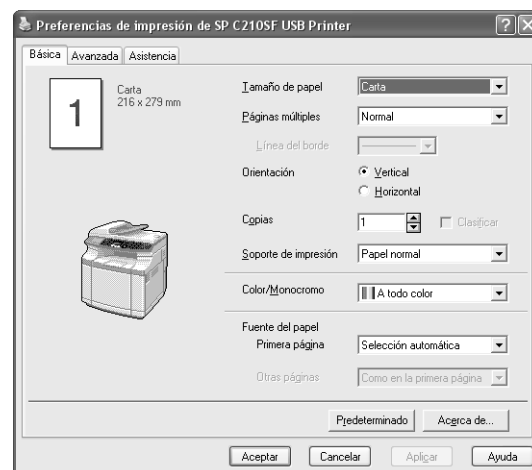 Preferencias de impresión de SP C210SF USB Printer
Básica Avanzada Asistencia
1
Carta
216 x 279 mm
Tamaño de papel Carta
Páginas múltiples Normal
Línea del borde
Orientación Vertical
Horizontal
Copias 1 Clasificar
Soporte de impresión Papel normal
Color/Monocromo A todo color
Fuente del papel
Primera página Selección automática
Otras páginas Como en la primera página
Predeterminado Acerca de...
Aceptar Cancelar Aplicar Ayuda